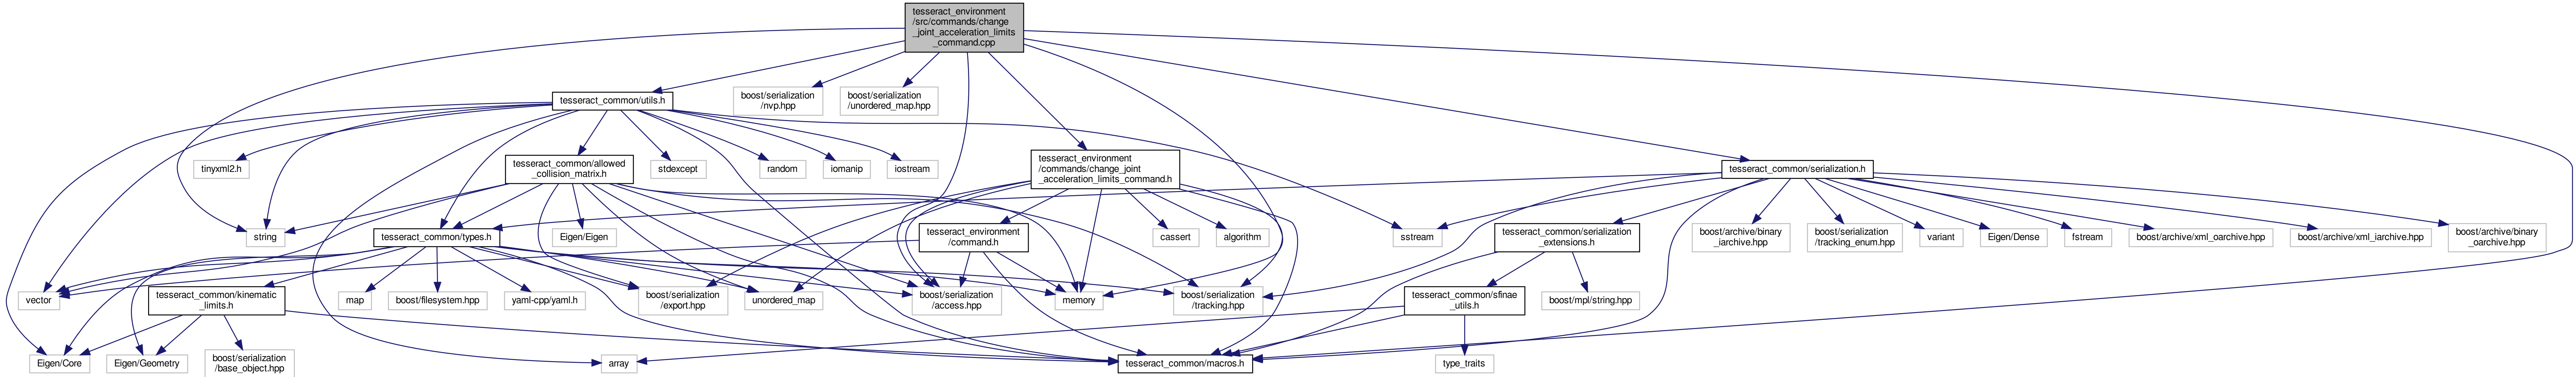 tesseract_environment
/src/commands/change
_joint_acceleration_limits
_command.cpp
tesseract_common/utils.h
boost/serialization
/nvp.hpp
boost/serialization
/unordered_map.hpp
tinyxml2.h
tesseract_common/allowed
_collision_matrix.h
stdexcept
random
iomanip
iostream
tesseract_environment
/commands/change_joint
_acceleration_limits_command.h
tesseract_common/serialization.h
string
tesseract_common/types.h
Eigen/Eigen
tesseract_environment
/command.h
cassert
algorithm
sstream
tesseract_common/serialization
_extensions.h
boost/archive/binary
_iarchive.hpp
boost/serialization
/tracking_enum.hpp
variant
Eigen/Dense
fstream
boost/archive/xml_oarchive.hpp
boost/archive/xml_iarchive.hpp
boost/archive/binary
_oarchive.hpp
vector
tesseract_common/kinematic
_limits.h
map
boost/filesystem.hpp
yaml-cpp/yaml.h
boost/serialization
/export.hpp
unordered_map
boost/serialization
/access.hpp
memory
boost/serialization
/tracking.hpp
tesseract_common/sfinae
_utils.h
boost/mpl/string.hpp
Eigen/Core
Eigen/Geometry
boost/serialization
/base_object.hpp
array
tesseract_common/macros.h
type_traits